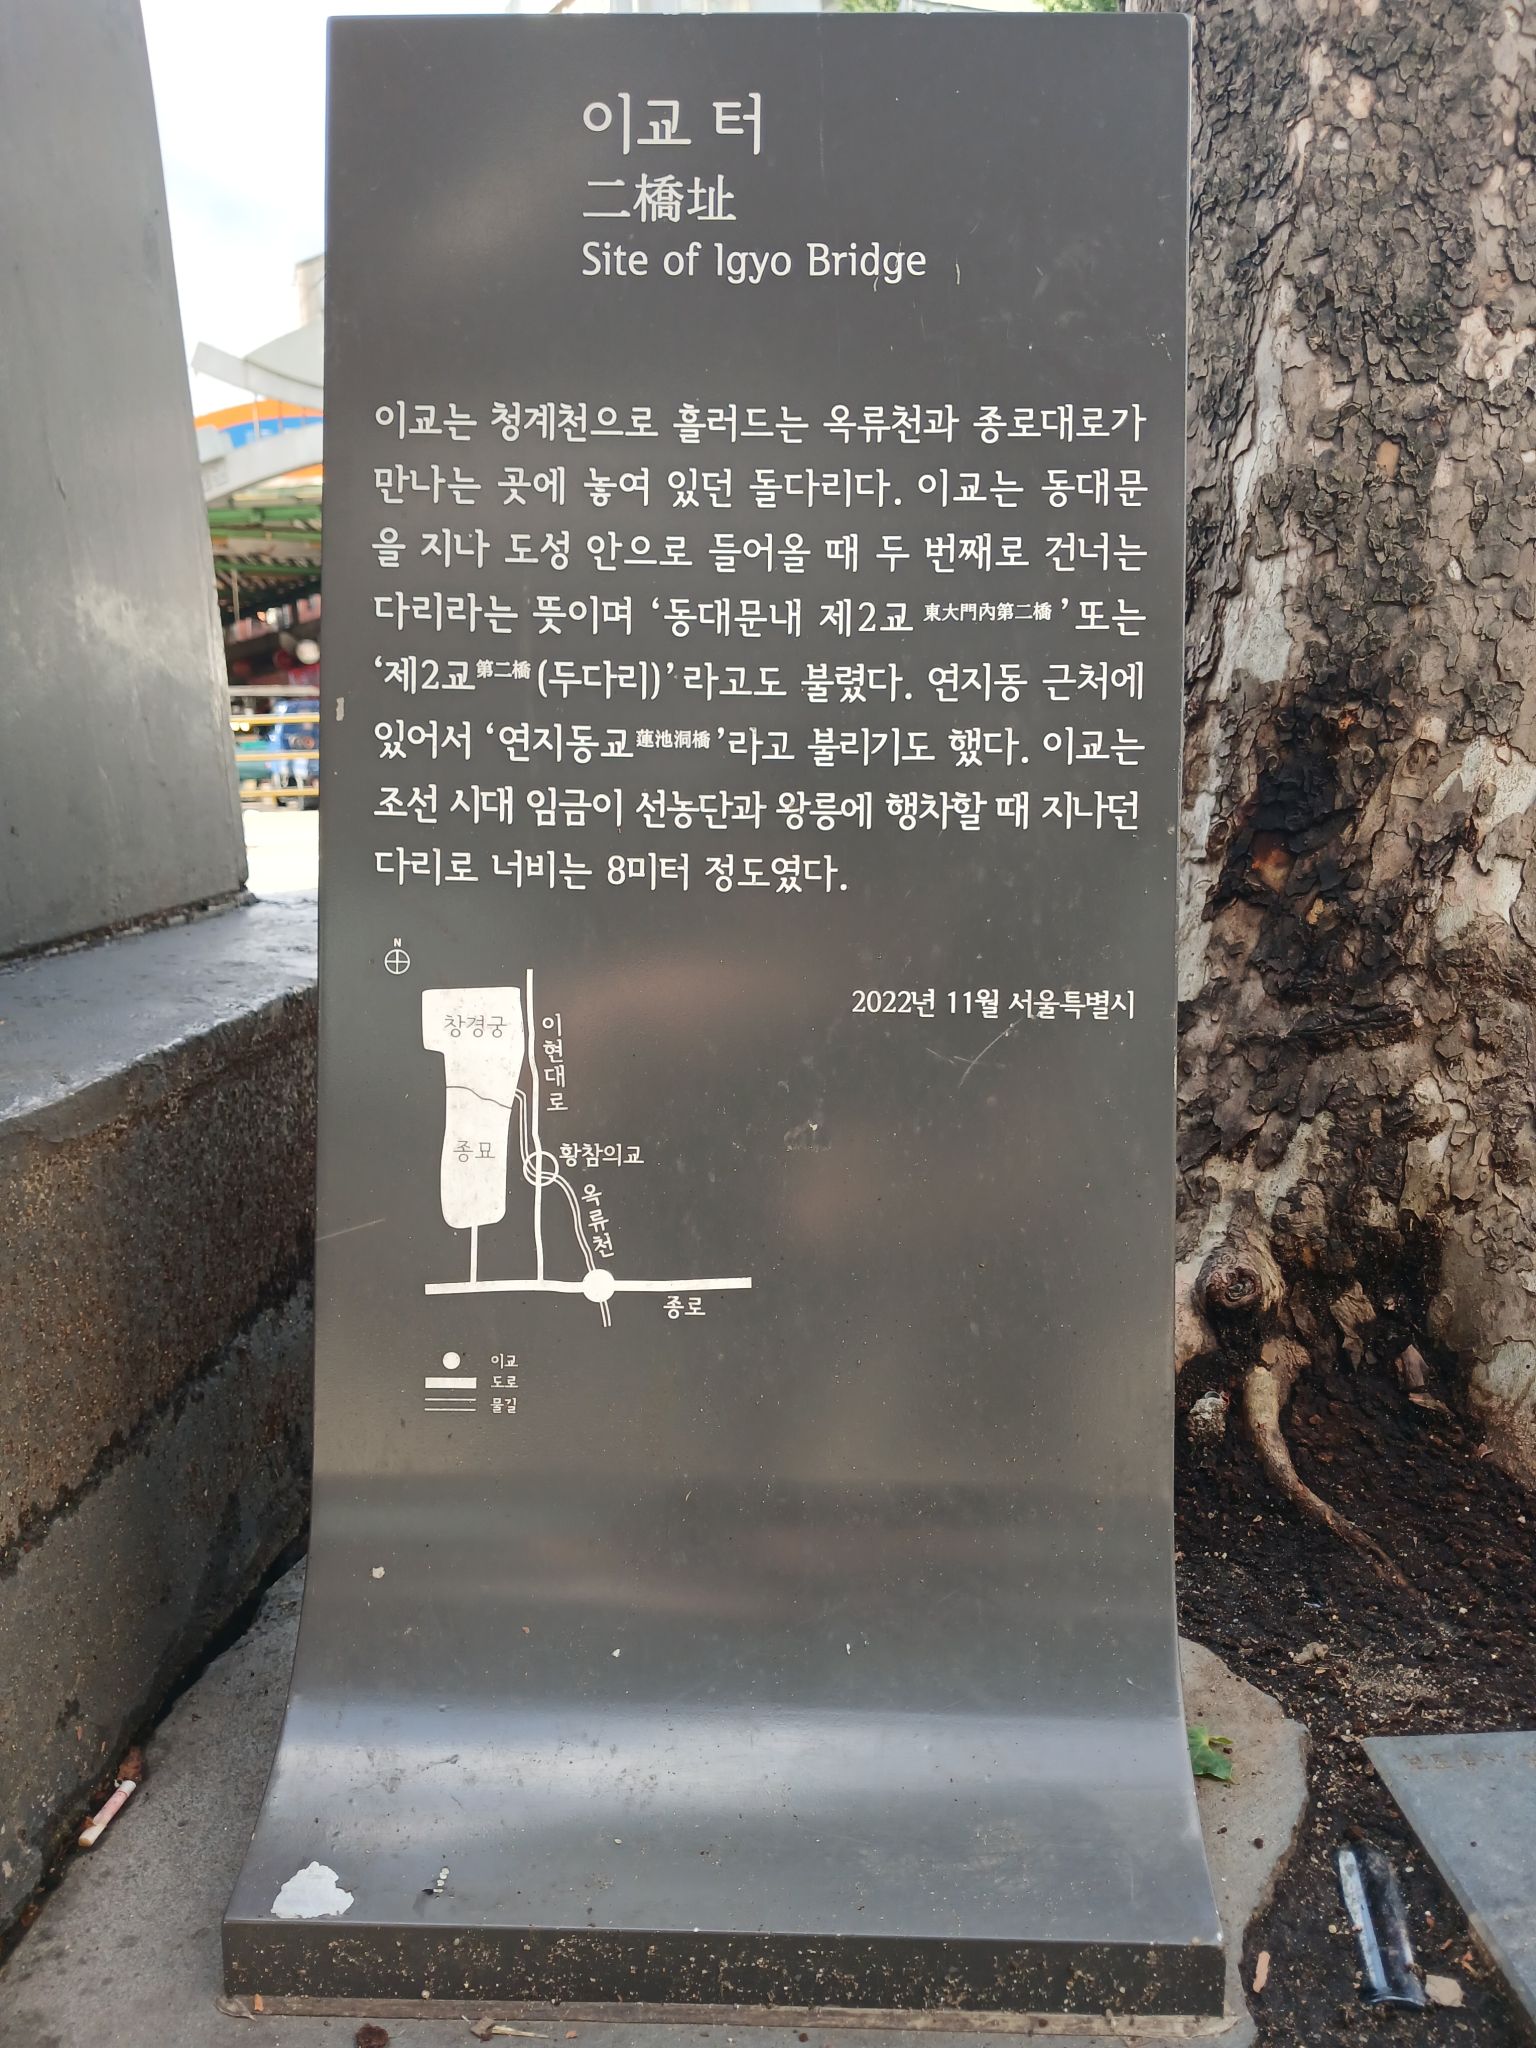 이교 터
二橋址
Site of Igyo Bridge
이교는 청계천으로 흘러드는 옥류천과 종로대로가
만나는 곳에 놓여 있던 돌다리다. 이교는 동대문
을 지나 도성 안으로 들어올 때 두 번째로 건너는
다리라는 뜻이며 ‘동대문내 제2교 東大門內第二橋’또는
‘제2교第二橋(두다리)’라고도 불렸다. 연지동 근처에
있어서 ‘연지동교蓮池洞橋’라고 불리기도 했다. 이교는
조선 시대 임금이 선농단과 왕릉에 행차할 때 지나던
다리로 너비는 8미터 정도였다.
2022년 11월 서울특별시
N
창경궁
이현대로
종묘
황참의교
옥류천
종로
이교
도로
물길